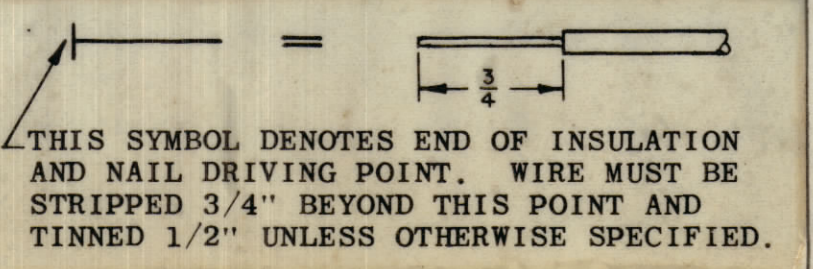 =
3/4
THIS SYMBOL DENOTES END OF INSULATION
AND NAIL DRIVING POINT. WIRE MUST BE
STRIPPED 3/4" BEYOND THIS POINT AND
TINNED 1/2" UNLESS OTHERWISE SPECIFIED.